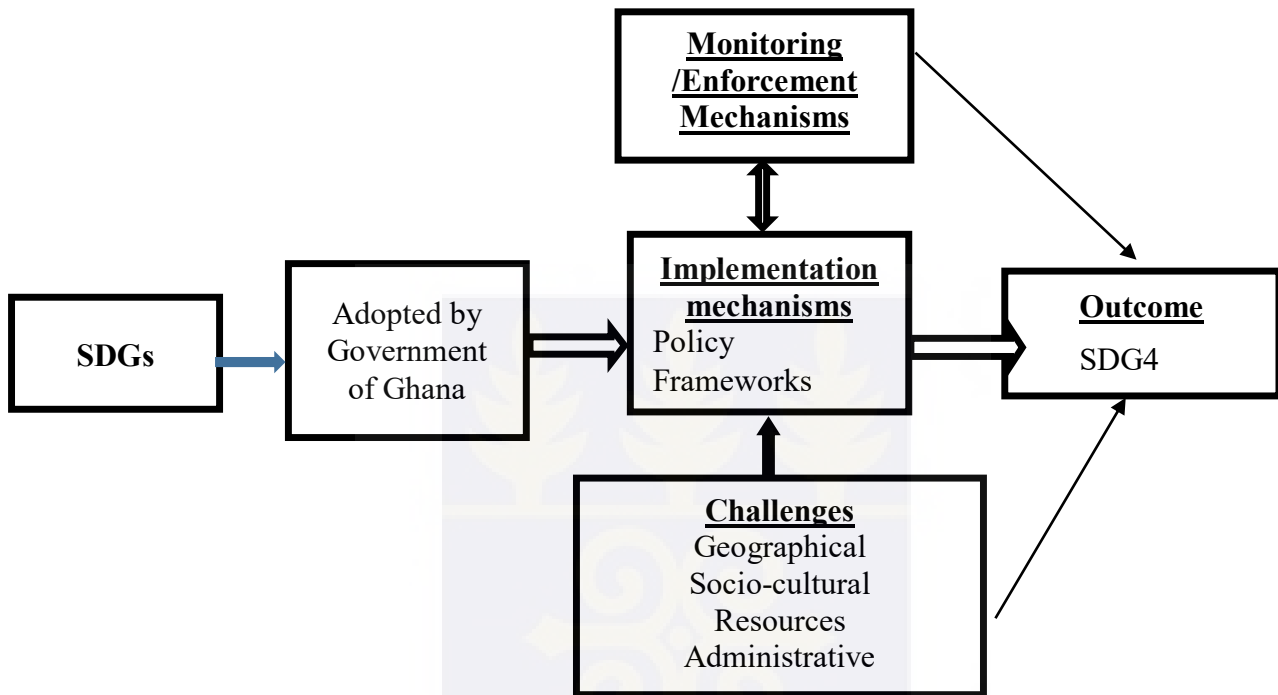 Monitoring
/Enforcement
Mechanisms
SDGs
Adopted by
Government
of Ghana
Implementation
mechanisms
Policy
Frameworks
Outcome
SDG4
Challenges
Geographical
Socio-cultural
Resources
Administrative